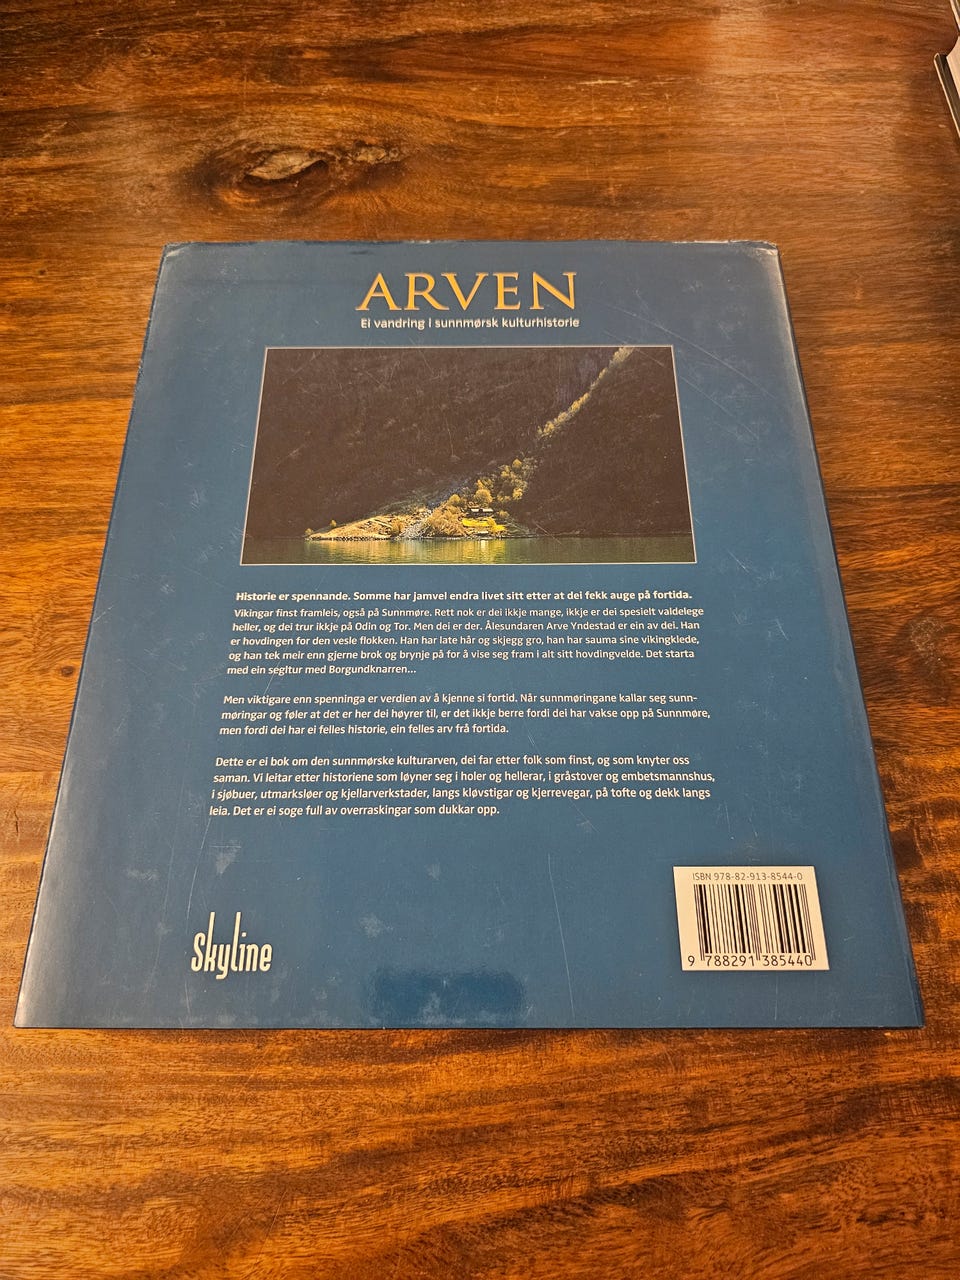 ARVEN
Ei vandring i sunnmørsk kulturhistorie
Historie er spennande. Somme har jamvel endra livet sitt etter at dei fekk auge på fortida.
Vikingar finst framleis, også på Sunnmøre. Rett nok er dei ikkje mange, ikkje er dei spesielt valdelege
heller, og dei trur ikkje på Odin og Tor. Men dei er der. Ålesundaren Arve Yndestad er ein av dei. Han
er hovdingen for den vesle flokken. Han har late hår og skjegg gro, han har sauma sine vikingklede,
og han tek meir enn gjerne brok og brynje på for å vise seg fram i alt sitt hovdingvelde. Det starta
med ein segltur med Borgundknarren...
Men viktigare enn spenninga er verdien av å kjenne si fortid. Når sunnmøringane kallar seg sunn-
møringar og føler at det er her dei høyrer til, er det ikkje berre fordi dei har vakse opp på Sunnmøre,
men fordi dei har ei felles historie, ein felles arv frå fortida.
Dette er ei bok om den sunnmørske kulturarven, dei far etter folk som finst, og som knyter oss
saman. Vi leitar etter historiene som løyner seg i holer og hellerar, i gråstover og embetsmannshus,
i sjøbuer, utmarksløer og kjellarverkstader, langs kløvstigar og kjerrevegar, på tofte og dekk langs
leia. Det er ei soge full av overraskingar som dukkar opp.
ISBN 978-82-913-8544-0
9 788291 385440
Skyline